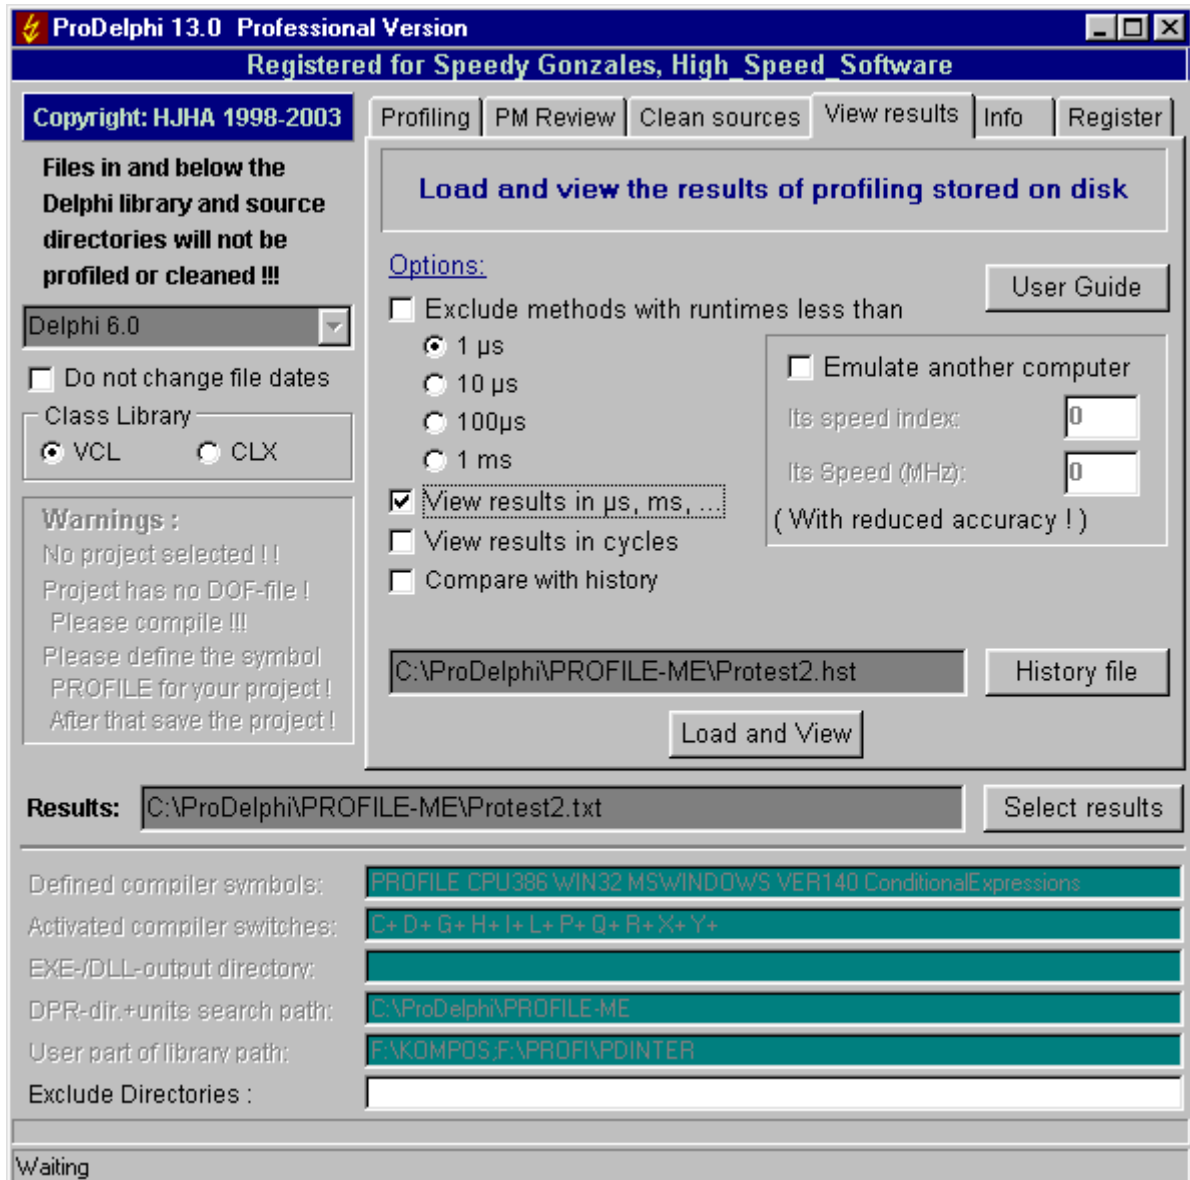 ProDelphi 13.0 Professional Version
Registered for Speedy Gonzales, High_Speed_Software
Copyright: HJHA 1998-2003
Files in and below the
Delphi library and source
directories will not be
profiled or cleaned !!!
Delphi 6.0
Do not change file dates
Class Library
VCL CLX
Warnings :
No project selected ! !
Project has no DOF-file !
Please compile !!!
Please define the symbol
PROFILE for your project !
After that save the project !
Profiling PM Review Clean sources View results Info Register
Load and view the results of profiling stored on disk
Options:
User Guide
Exclude methods with runtimes less than
1 µs
10 µs
100µs
1 ms
View results in µs, ms, ...
View results in cycles
Compare with history
Emulate another computer
Its speed index: 0
Its Speed (MHz): 0
( With reduced accuracy ! )
C:\ProDelphi\PROFILE-ME\Protest2.hst History file
Load and View
Results: C:\ProDelphi\PROFILE-ME\Protest2.txt Select results
Defined compiler symbols: PROFILE CPU386 WIN32 MSWINDOWS VER140 ConditionalExpressions
Activated compiler switches: C+ D+ G+ H+ I+ L+ P+ Q+ R+ X+ Y+
EXE-/DLL-output directory:
DPR-dir.+units search path: C:\ProDelphi\PROFILE-ME
User part of library path: F:\KOMPOS;F:\PROFI\PDINTER
Exclude Directories :
Waiting